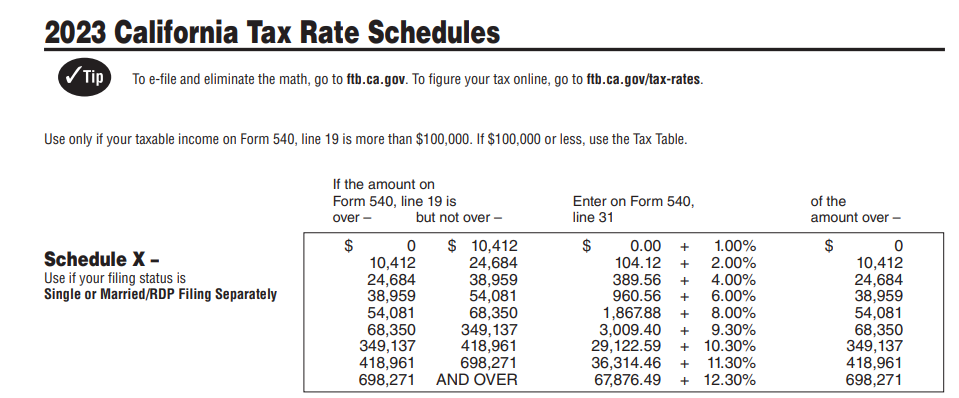 2023 California Tax Rate Schedules
✓Tip To e-file and eliminate the math, go to ftb.ca.gov. To figure your tax online, go to ftb.ca.gov/tax-rates.
Use only if your taxable income on Form 540, line 19 is more than $100,000. If $100,000 or less, use the Tax Table.
If the amount on
Form 540, line 19 is Enter on Form 540, of the
over – but not over – line 31 amount over –
Schedule X –
Use if your filing status is
Single or Married/RDP Filing Separately
$ 0 $ 10,412 $ 0.00 + 1.00% $ 0
10,412 24,684 104.12 + 2.00% 10,412
24,684 38,959 389.56 + 4.00% 24,684
38,959 54,081 960.56 + 6.00% 38,959
54,081 68,350 1,867.88 + 8.00% 54,081
68,350 349,137 3,009.40 + 9.30% 68,350
349,137 418,961 29,122.59 + 10.30% 349,137
418,961 698,271 36,314.46 + 11.30% 418,961
698,271 AND OVER 67,876.49 + 12.30% 698,271